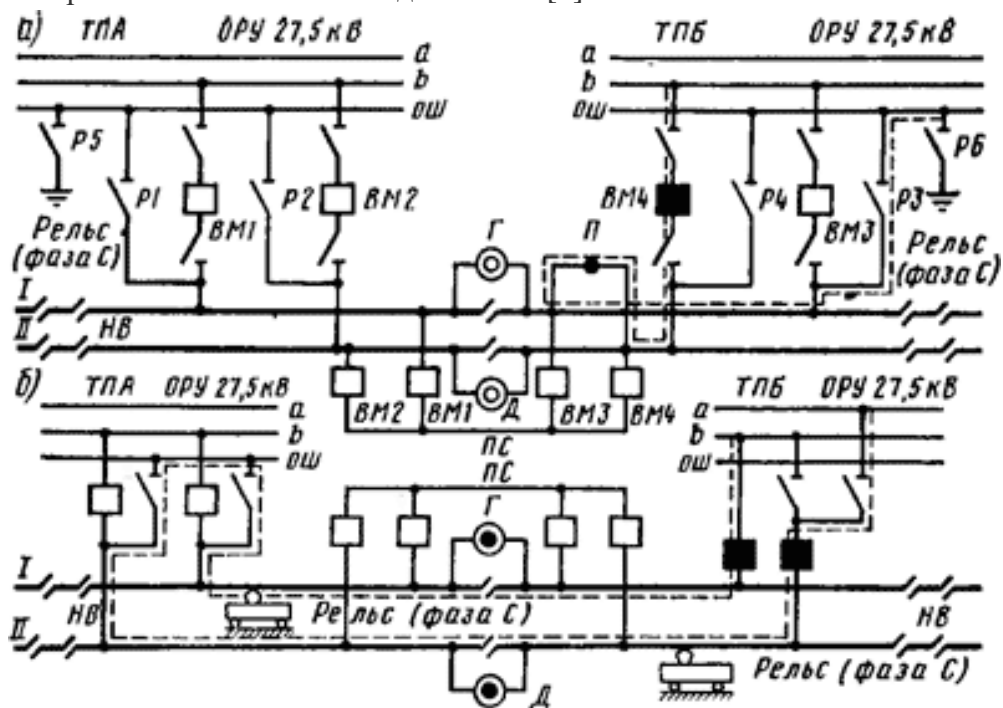 а) ТПА ОРУ 27,5 кВ ТПБ ОРУ 27,5 кВ
a a
b b
ОШ ОШ
Р5 Р1 ВМ1 Р2 ВМ2 Г П ВМ4 Р4 ВМ3 Р3 Р6
Рельс (фаза С) Рельс (фаза С)
I
II НВ
ВМ2 ВМ1 Д ВМ3 ВМ4
ПС
б) ТПА ОРУ 27,5 кВ ТПБ ОРУ 27,5 кВ
a a
b b
ОШ ОШ
ПС
Г
I
НВ Рельс (фаза С) НВ
II
Д Рельс (фаза С)